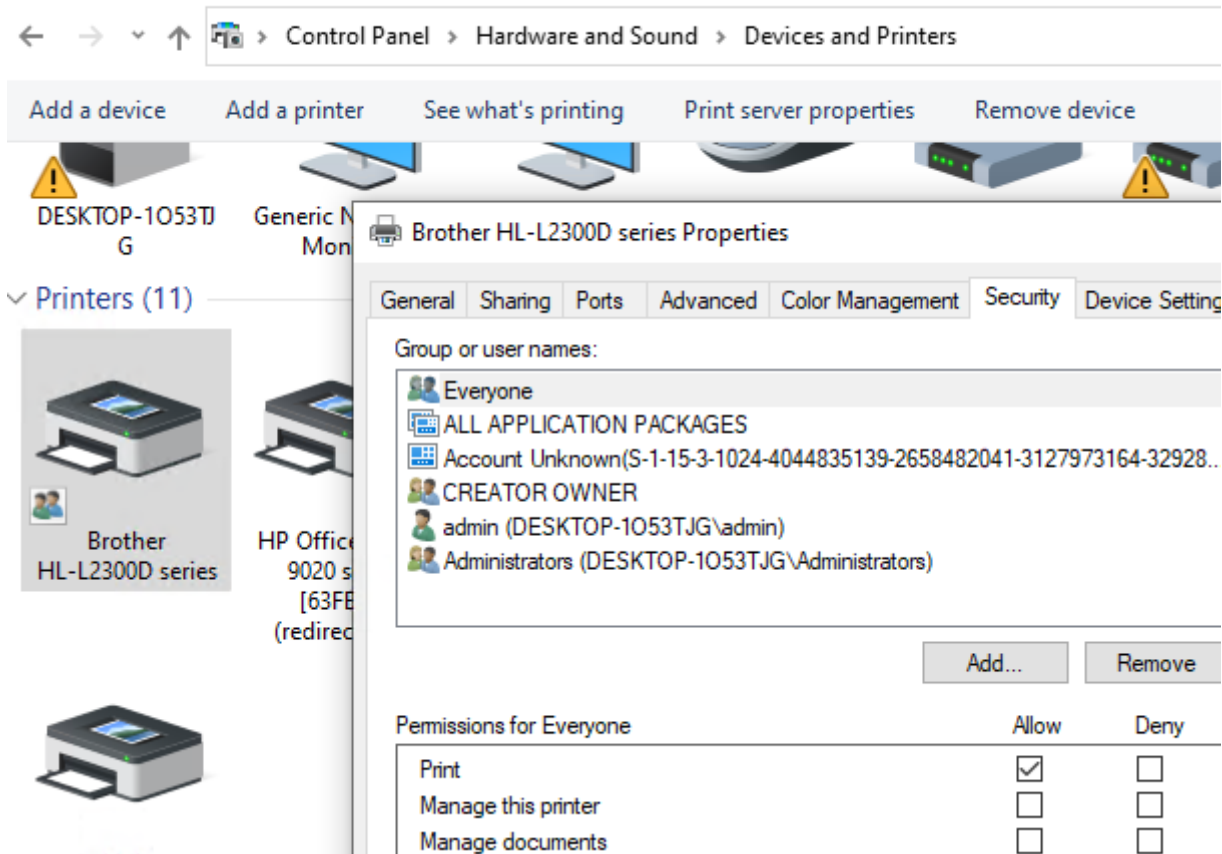 Control Panel > Hardware and Sound > Devices and Printers
Add a device Add a printer See what's printing Print server properties Remove device
DESKTOP-1O53TJ
G
Generic N
Mon
Printers (11)
Brother
HL-L2300D series
HP Office
9020 s
[63FE
(redirec
Brother HL-L2300D series Properties
General Sharing Ports Advanced Color Management Security Device Setting
Group or user names:
Everyone
ALL APPLICATION PACKAGES
Account Unknown(S-1-15-3-1024-4044835139-2658482041-3127973164-32928...
CREATOR OWNER
admin (DESKTOP-1O53TJG\admin)
Administrators (DESKTOP-1O53TJG\Administrators)
Add... Remove
Permissions for Everyone Allow Deny
Print
Manage this printer
Manage documents